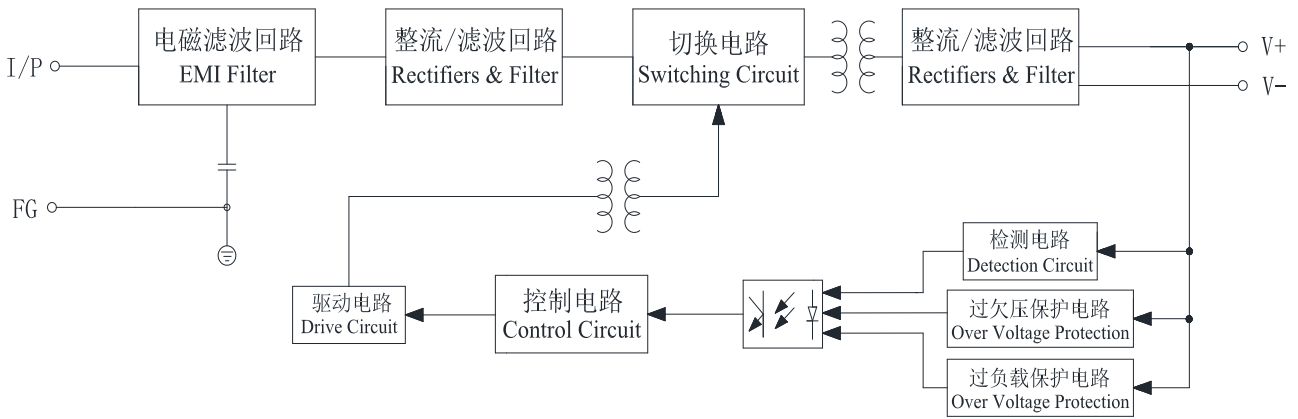 电磁滤波回路
EMI Filter
整流/滤波回路
Rectifiers & Filter
切换电路
Switching Circuit
整流/滤波回路
Rectifiers & Filter
I/P
V+
V-
FG
检测电路
Detection Circuit
驱动电路
Drive Circuit
控制电路
Control Circuit
过欠压保护电路
Over Voltage Protection
过负载保护电路
Over Voltage Protection